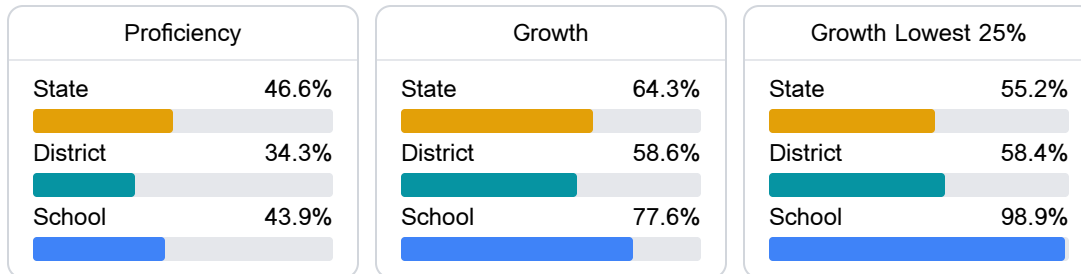 Proficiency
State 46.6%
District 34.3%
School 43.9%
Growth
State 64.3%
District 58.6%
School 77.6%
Growth Lowest 25%
State 55.2%
District 58.4%
School 98.9%